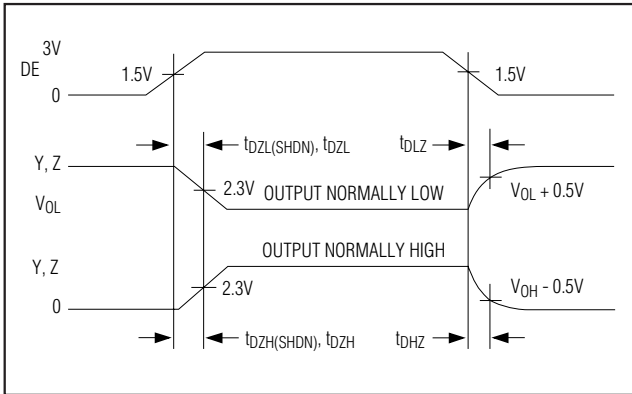 3V
DE
1.5V
1.5V
0
tDZL(SHDN), tDZL
tDLZ
Y, Z
2.3V
OUTPUT NORMALLY LOW
VOL + 0.5V
VOL
OUTPUT NORMALLY HIGH
Y, Z
2.3V
VOH - 0.5V
0
tDZH(SHDN), tDZH
tDHZ